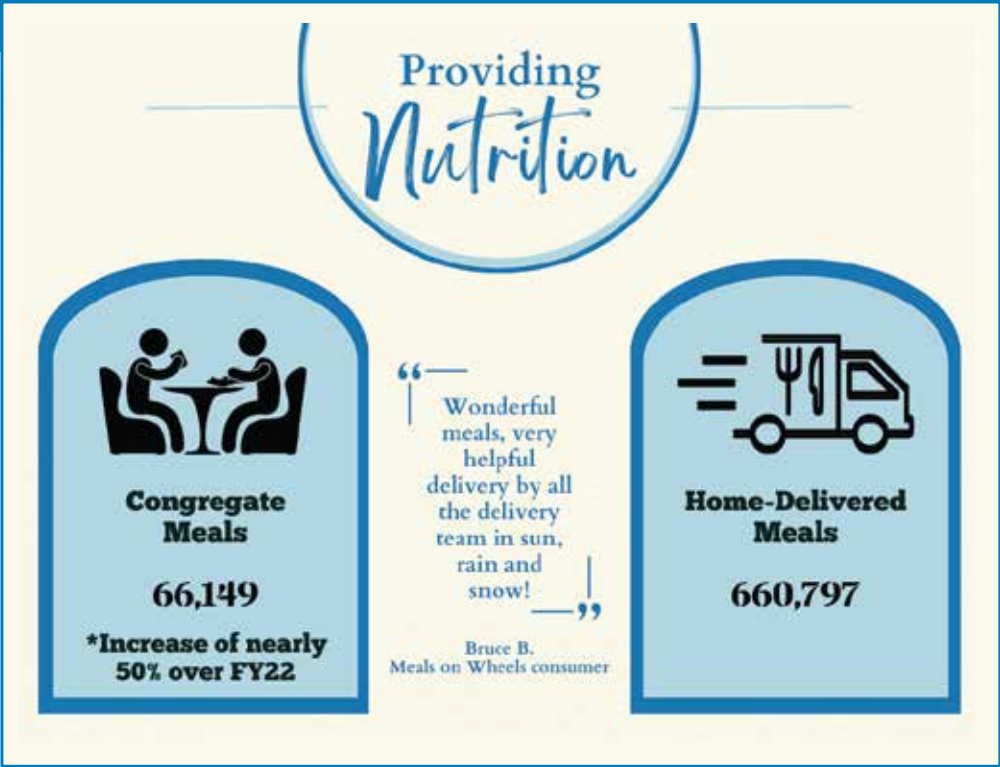 Providing
Nutrition
Congregate
Meals
66,149
*Increase of nearly
50% over FY22
“
Wonderful
meals, very
helpful
delivery by all
the delivery
team in sun,
rain and
snow!
”
Bruce B.
Meals on Wheels consumer
Home-Delivered
Meals
660,797